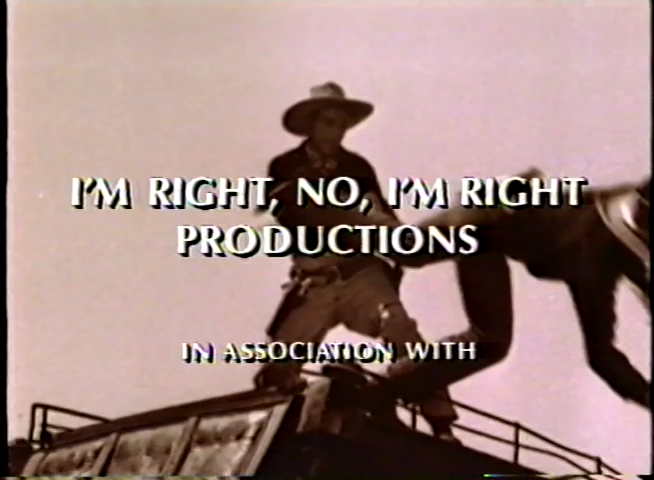 I'M RIGHT, NO, I'M RIGHT
PRODUCTIONS
IN ASSOCIATION WITH